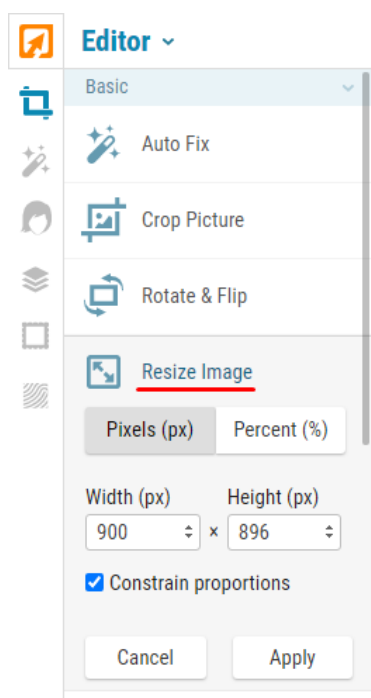 Editor
Basic
Auto Fix
Crop Picture
Rotate & Flip
Resize Image
Pixels (px) Percent (%)
Width (px) Height (px)
900 × 896
Constrain proportions
Cancel Apply